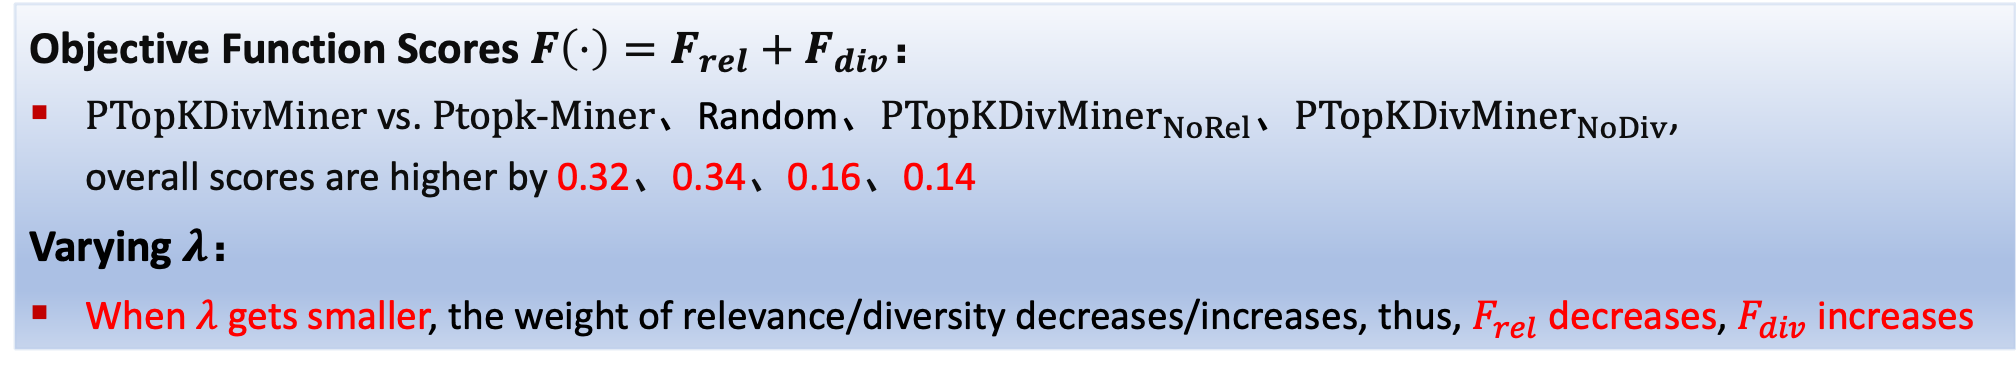 Objective Function Scores F(·) = F_rel + F_div：
▪ PTopKDivMiner vs. Ptopk-Miner、Random、PTopKDivMiner_NoRel、PTopKDivMiner_NoDiv,
overall scores are higher by 0.32、0.34、0.16、0.14
Varying λ：
▪ When λ gets smaller, the weight of relevance/diversity decreases/increases, thus, F_rel decreases, F_div increases